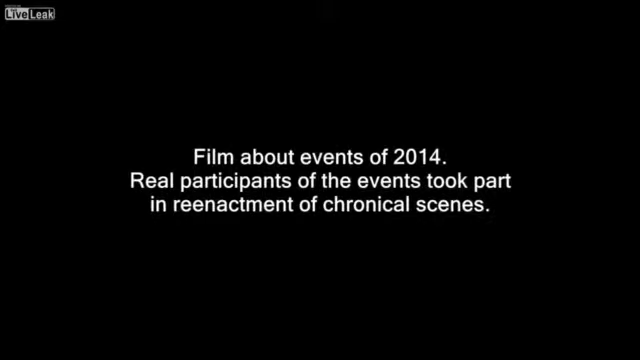 LiveLeak
Film about events of 2014.
Real participants of the events took part
in reenactment of chronical scenes.